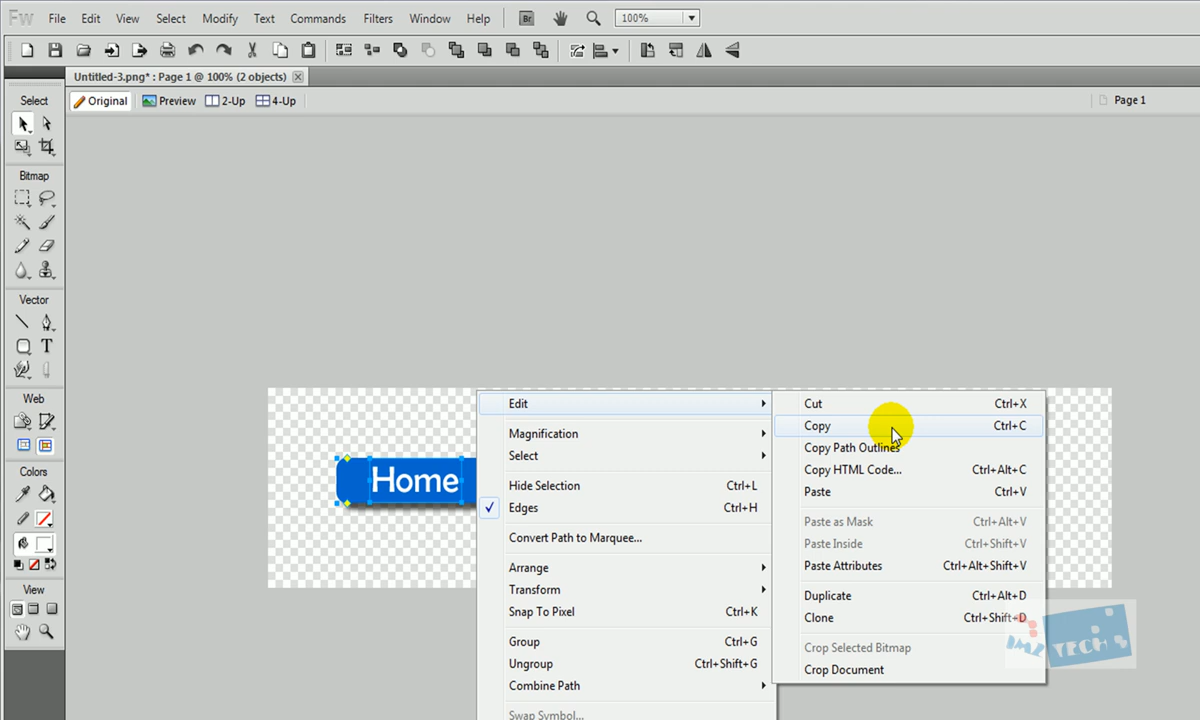 Fw File Edit View Select Modify Text Commands Filters Window Help Br 100%
Untitled-3.png* : Page 1 @ 100% (2 objects)
Select
Original Preview 2-Up 4-Up Page 1
Bitmap
Vector
T
Web
Colors
View
Home
Edit
Magnification
Select
Hide Selection Ctrl+L
Edges Ctrl+H
Convert Path to Marquee...
Arrange
Transform
Snap To Pixel Ctrl+K
Group Ctrl+G
Ungroup Ctrl+Shift+G
Combine Path
Swap Symbol...
Cut Ctrl+X
Copy Ctrl+C
Copy Path Outlines
Copy HTML Code... Ctrl+Alt+C
Paste Ctrl+V
Paste as Mask Ctrl+Alt+V
Paste Inside Ctrl+Shift+V
Paste Attributes Ctrl+Alt+Shift+V
Duplicate Ctrl+Alt+D
Clone Ctrl+Shift+D
Crop Selected Bitmap
Crop Document
IMZ TECHS